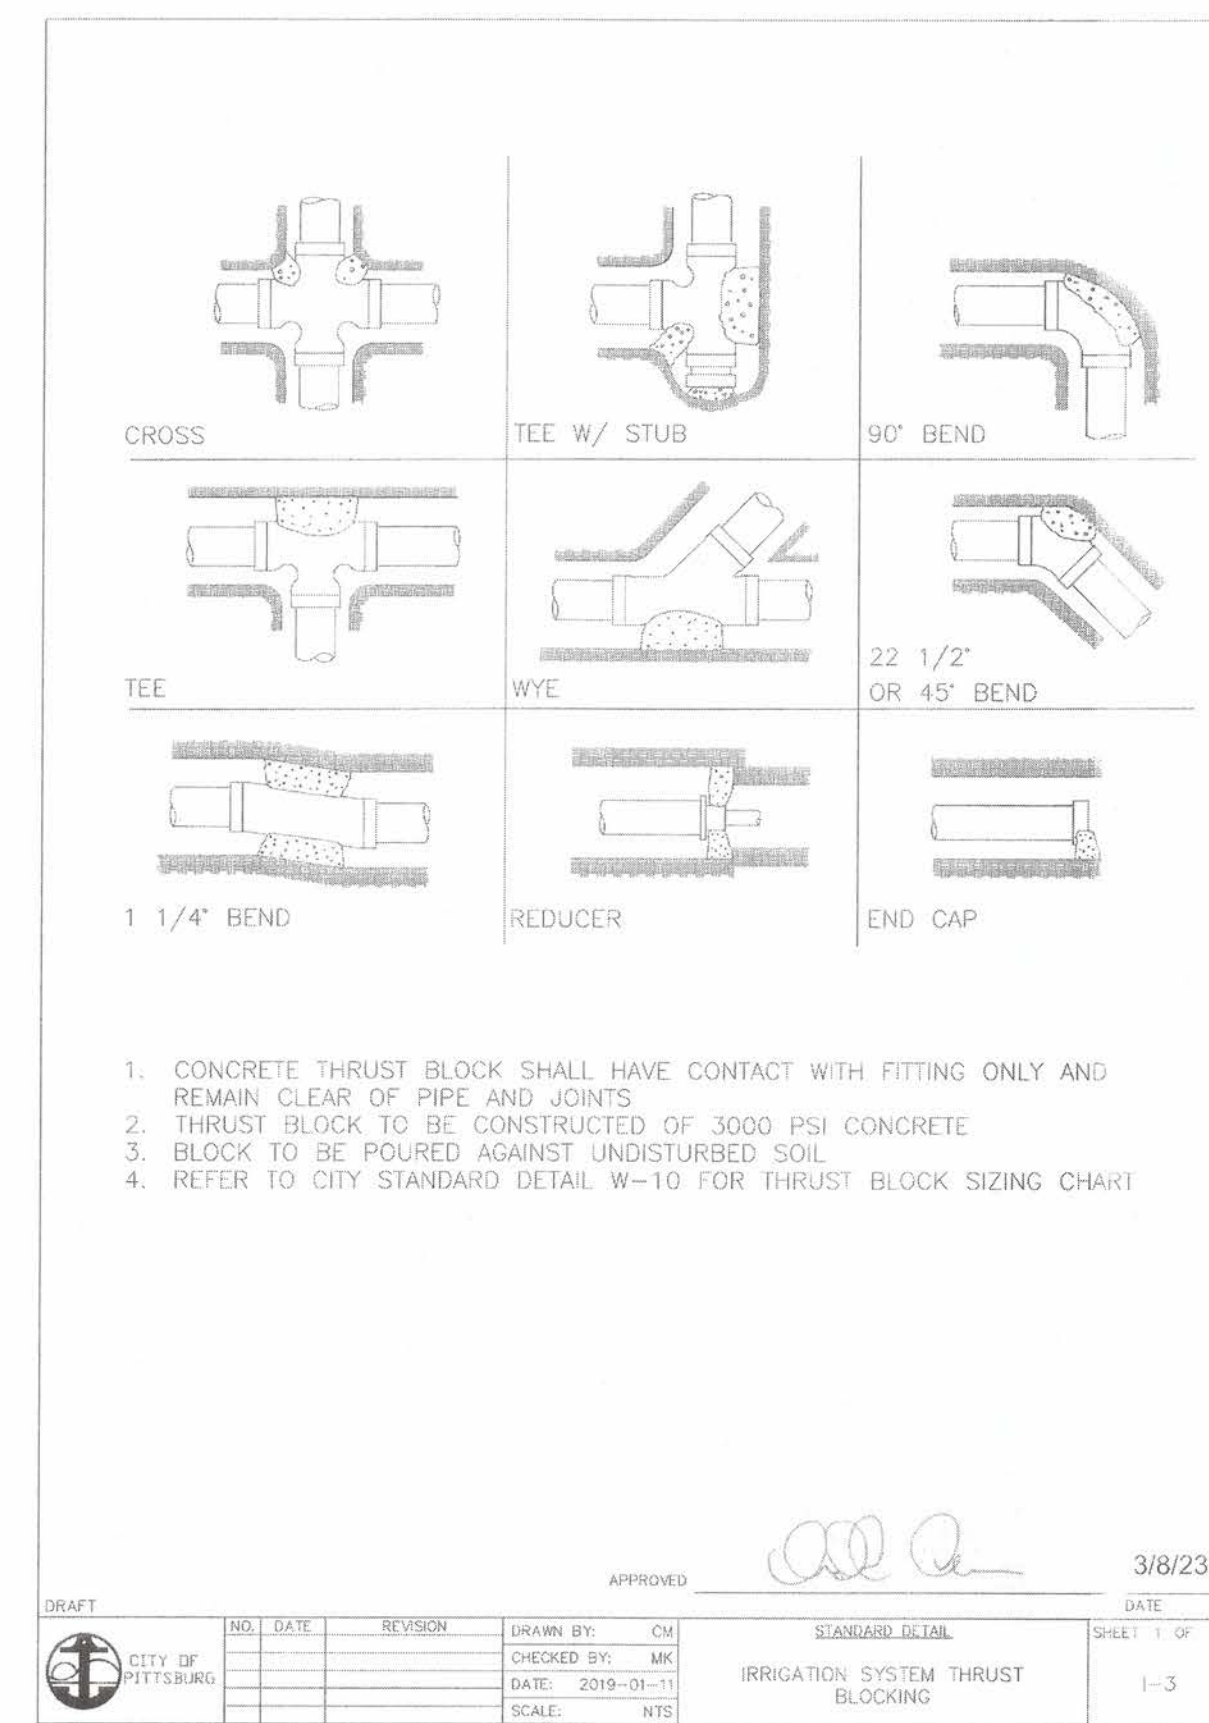 CROSS
TEE W/ STUB
90° BEND
TEE
WYE
22 1/2°
OR 45° BEND
1 1/4° BEND
REDUCER
END CAP
1. CONCRETE THRUST BLOCK SHALL HAVE CONTACT WITH FITTING ONLY AND
REMAIN CLEAR OF PIPE AND JOINTS
2. THRUST BLOCK TO BE CONSTRUCTED OF 3000 PSI CONCRETE
3. BLOCK TO BE POURED AGAINST UNDISTURBED SOIL
4. REFER TO CITY STANDARD DETAIL W-10 FOR THRUST BLOCK SIZING CHART
APPROVED
3/8/23
DATE
DRAFT
CITY OF
PITTSBURG
NO. DATE REVISION
DRAWN BY: CM
CHECKED BY: MK
DATE: 2019-01-11
SCALE: NTS
STANDARD DETAIL
IRRIGATION SYSTEM THRUST
BLOCKING
SHEET 1 OF
I-3